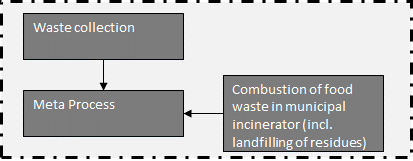 Waste collection
Meta Process
Combustion of food
waste in municipal
incinerator (incl.
landfilling of residues)